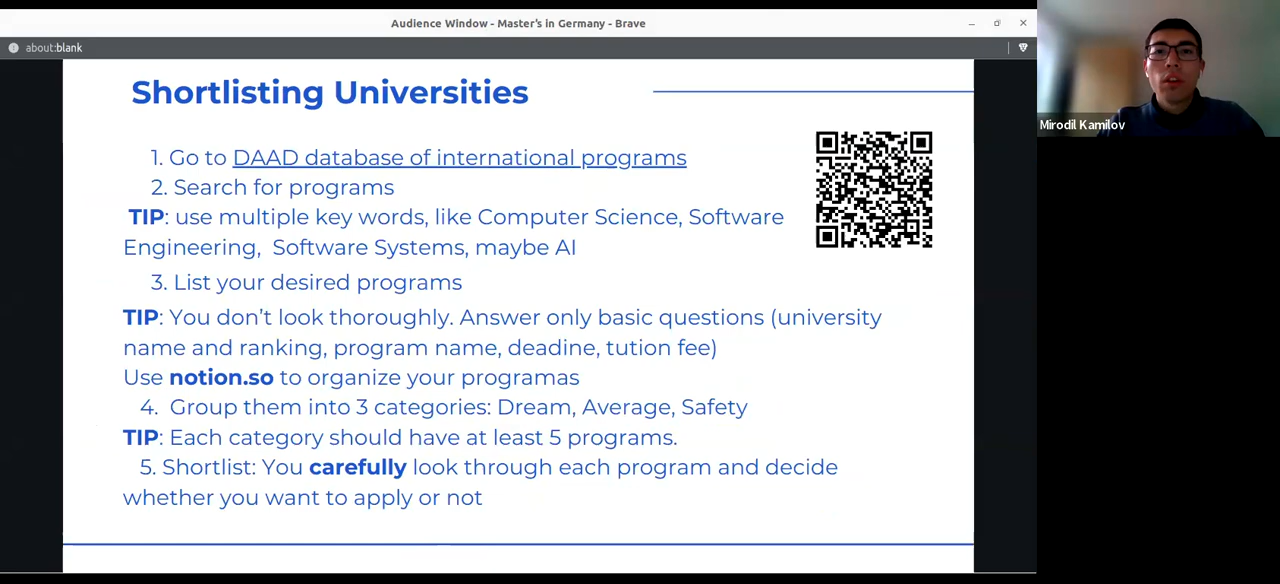 Audience Window - Master's in Germany - Brave
about:blank
Shortlisting Universities
1. Go to DAAD database of international programs
2. Search for programs
TIP: use multiple key words, like Computer Science, Software
Engineering, Software Systems, maybe AI
3. List your desired programs
TIP: You don't look thoroughly. Answer only basic questions (university
name and ranking, program name, deadine, tution fee)
Use notion.so to organize your programas
4. Group them into 3 categories: Dream, Average, Safety
TIP: Each category should have at least 5 programs.
5. Shortlist: You carefully look through each program and decide
whether you want to apply or not
Mirodil Kamilov